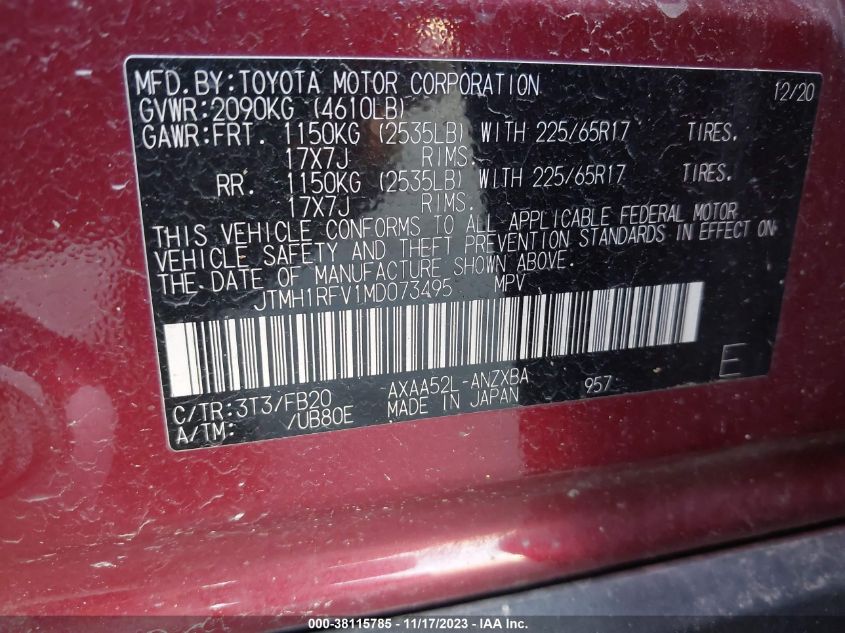 MFD.BY:TOYOTA MOTOR CORPORATION 12/20
GVWR:2090KG (4610LB)
GAWR:FRT. 1150KG (2535LB) WITH 225/65R17 TIRES.
17X7J RIMS.
RR. 1150KG (2535LB) WITH 225/65R17 TIRES.
17X7J RIMS.
THIS VEHICLE CONFORMS TO ALL APPLICABLE FEDERAL MOTOR
VEHICLE SAFETY AND THEFT PREVENTION STANDARDS IN EFFECT ON
THE DATE OF MANUFACTURE SHOWN ABOVE.
JTMH1RFV1MD073495 MPV
E
C/TR:3T3/FB20 AXAA52L-ANZXBA 957
A/TM: /UB80E MADE IN JAPAN
000-38115785 - 11/17/2023 - IAA Inc.